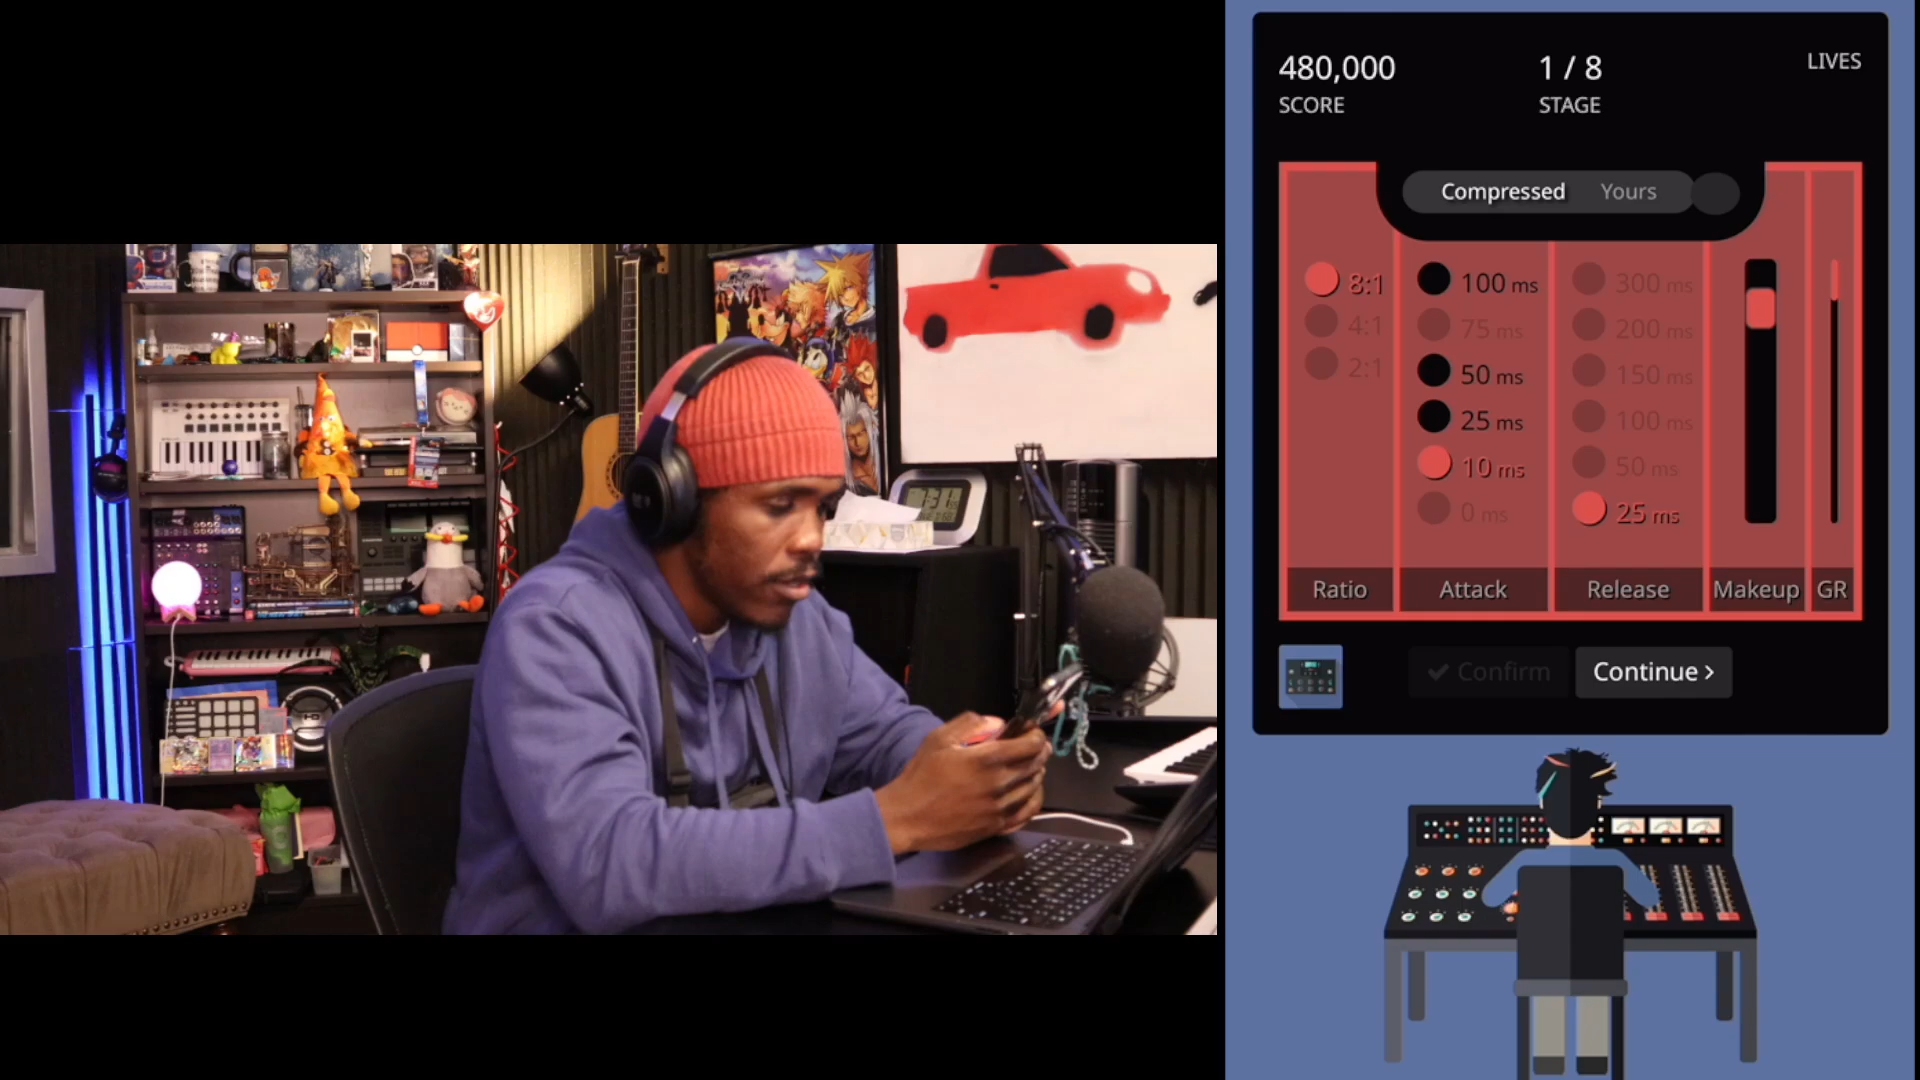 480,000
SCORE
1 / 8
STAGE
LIVES
Compressed
Yours
8:1
4:1
2:1
Ratio
100 ms
75 ms
50 ms
25 ms
10 ms
0 ms
Attack
300 ms
200 ms
150 ms
100 ms
50 ms
25 ms
Release
Makeup
GR
✔ Confirm
Continue >